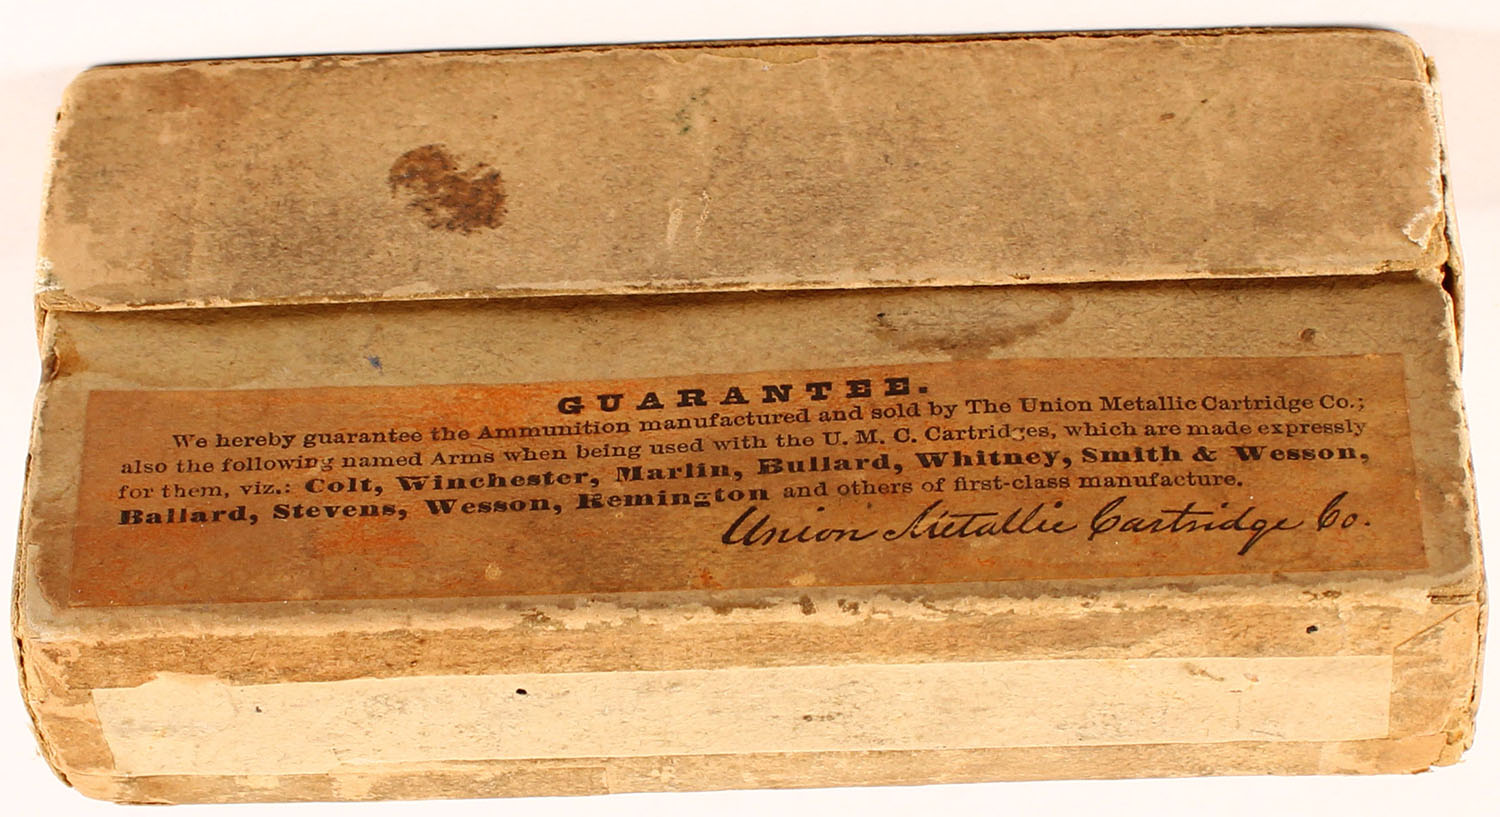 GUARANTEE.
We hereby guarantee the Ammunition manufactured and sold by The Union Metallic Cartridge Co.;
also the following named Arms when being used with the U. M. C. Cartridges, which are made expressly
for them, viz.: Colt, Winchester, Marlin, Bullard, Whitney, Smith & Wesson,
Ballard, Stevens, Wesson, Remington and others of first-class manufacture.
Union Metallic Cartridge Co.